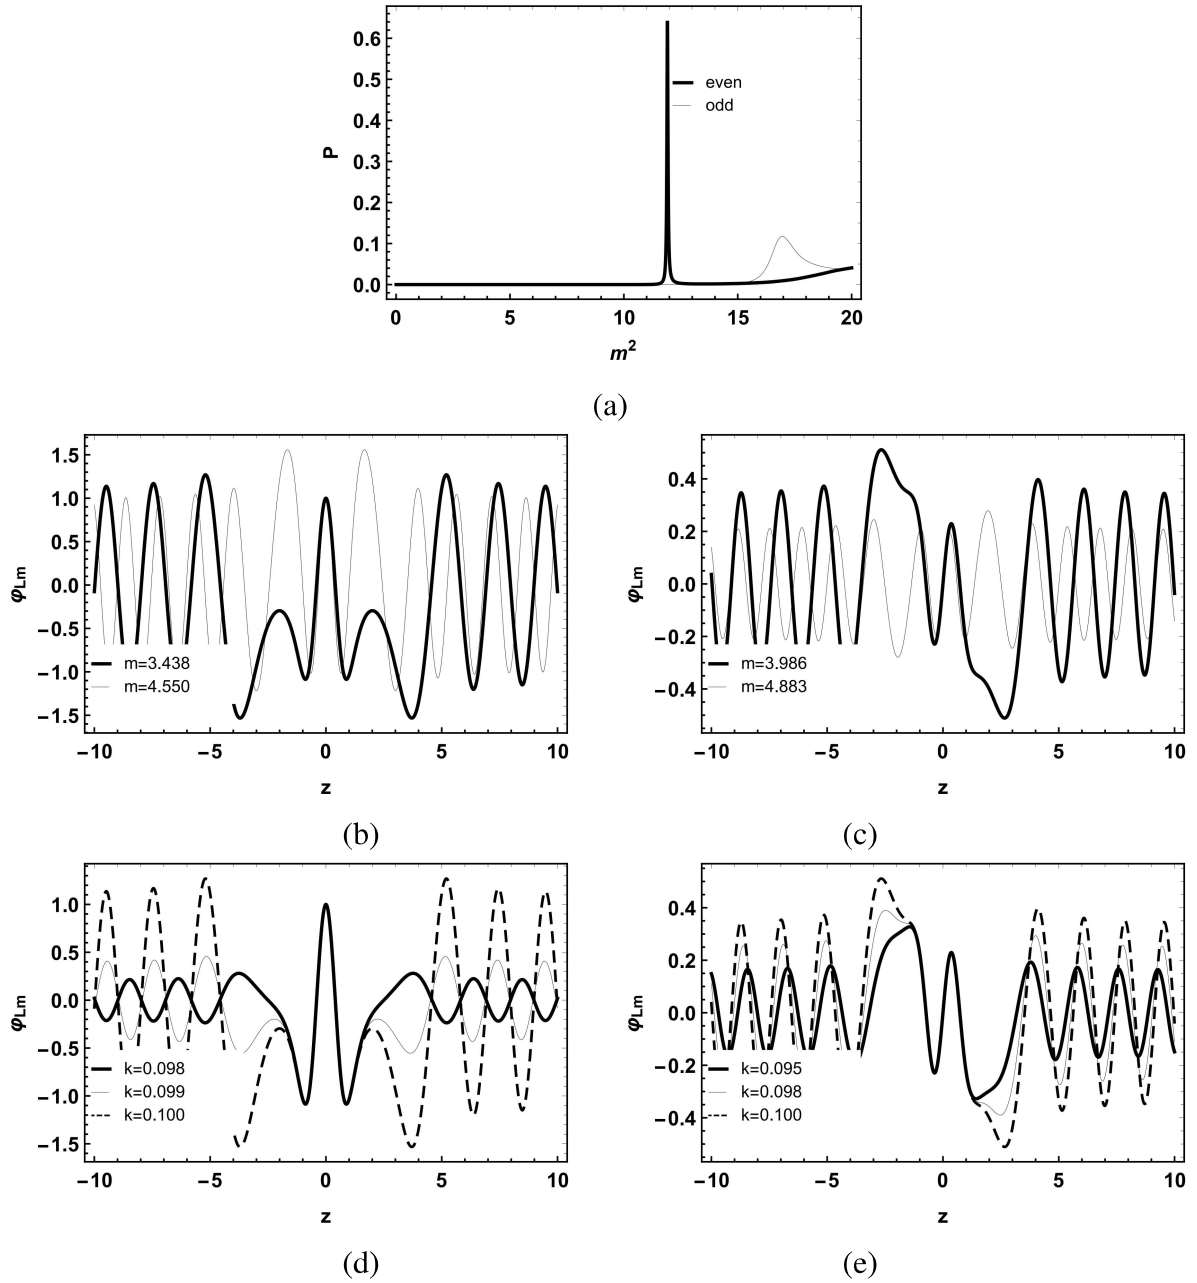 P
0.6
0.5
0.4
0.3
0.2
0.1
0.0
even
odd
0 5 10 15 20
m²
(a)
φLm
1.5
1.0
0.5
0.0
−0.5
−1.0
−1.5
m=3.438
m=4.550
−10 −5 0 5 10
z
(b)
φLm
0.4
0.2
0.0
−0.2
−0.4
m=3.986
m=4.883
−10 −5 0 5 10
z
(c)
φLm
1.0
0.5
0.0
−0.5
−1.0
−1.5
k=0.098
k=0.099
k=0.100
−10 −5 0 5 10
z
(d)
φLm
0.4
0.2
0.0
−0.2
−0.4
k=0.095
k=0.098
k=0.100
−10 −5 0 5 10
z
(e)